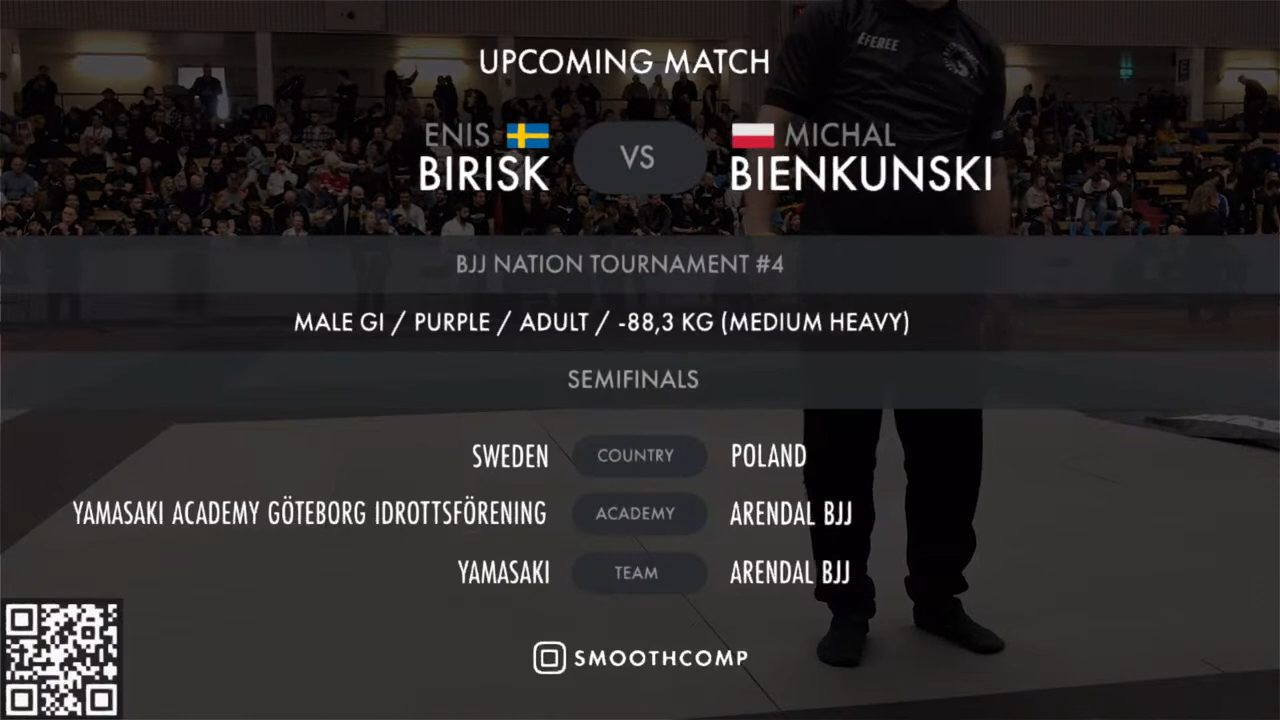 UPCOMING MATCH
ENIS VS MICHAL
BIRISK BIENKUNSKI
BJJ NATION TOURNAMENT #4
MALE GI / PURPLE / ADULT / -88,3 KG (MEDIUM HEAVY)
SEMIFINALS
SWEDEN COUNTRY POLAND
YAMASAKI ACADEMY GÖTEBORG IDROTTSFÖRENING ACADEMY ARENDAL BJJ
YAMASAKI TEAM ARENDAL BJJ
SMOOTHCOMP
EFEREE